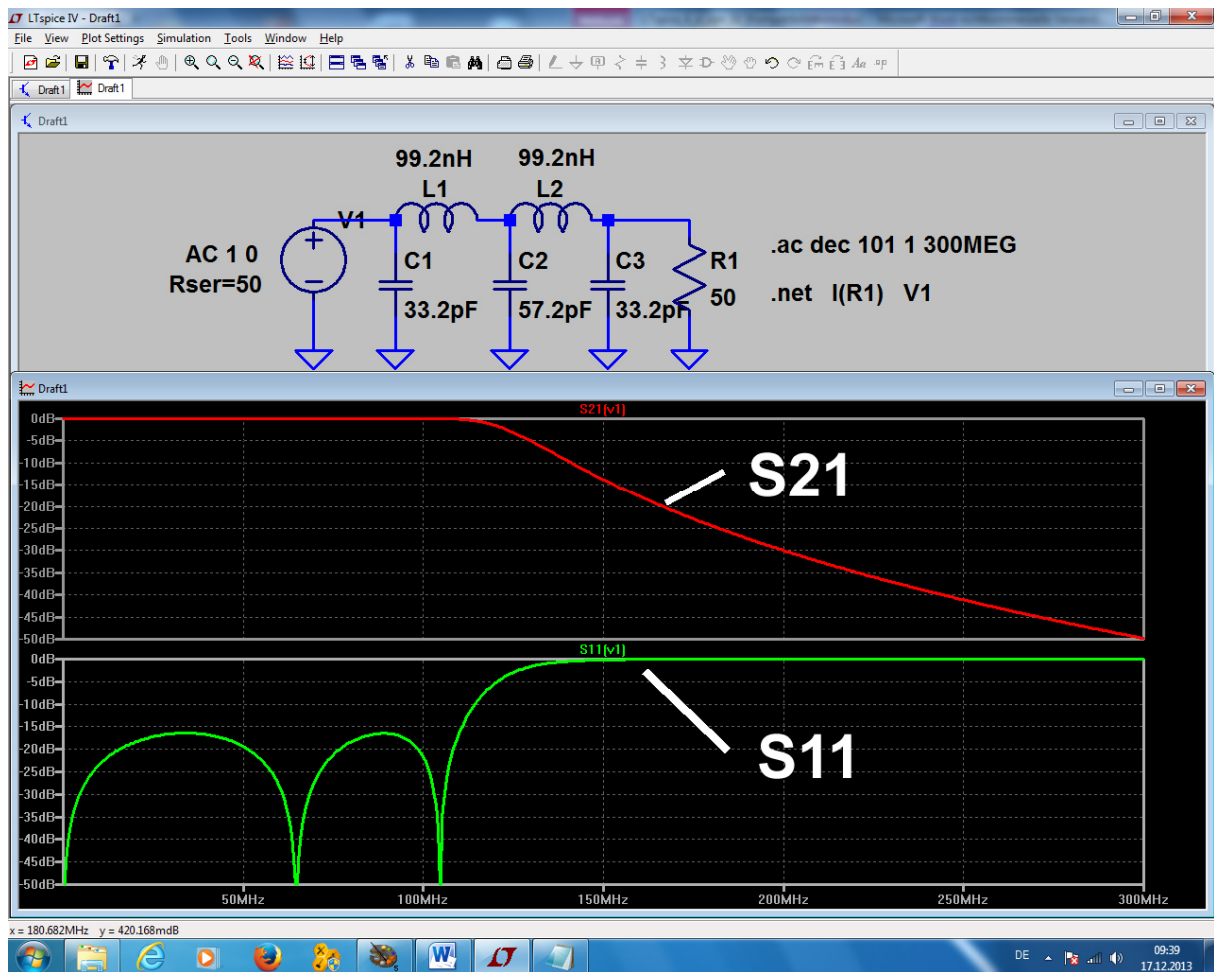 LTspice IV - Draft1
File View Plot Settings Simulation Tools Window Help
Draft1 Draft1
Draft1
99.2nH 99.2nH
L1 L2
V1
AC 1 0
Rser=50
C1 C2 C3 R1
33.2pF 57.2pF 33.2pF 50
.ac dec 101 1 300MEG
.net I(R1) V1
Draft1
S21(v1)
0dB
-5dB
-10dB
-15dB
-20dB
-25dB
-30dB
-35dB
-40dB
-45dB
-50dB
S21
S11(v1)
0dB
-5dB
-10dB
-15dB
-20dB
-25dB
-30dB
-35dB
-40dB
-45dB
-50dB
S11
50MHz 100MHz 150MHz 200MHz 250MHz 300MHz
x = 180.682MHz y = 420.168mdB
DE
09:39
17.12.2013